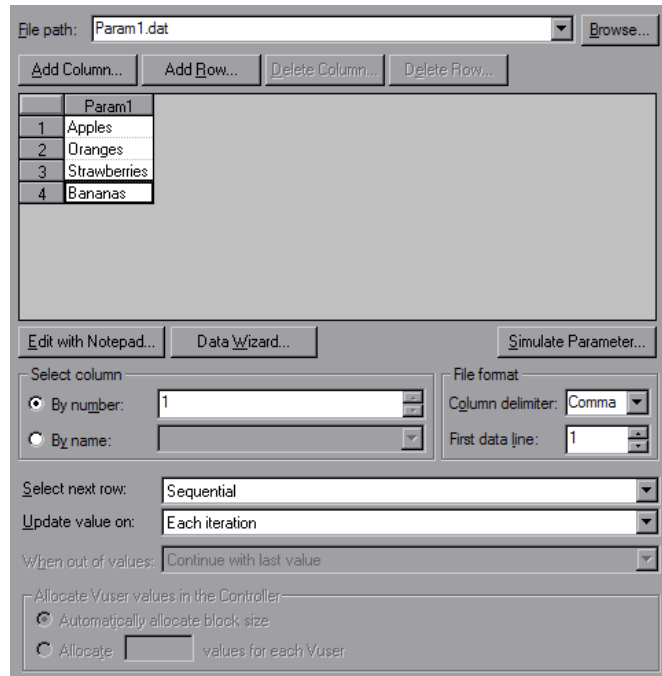 File path: Param1.dat Browse...
Add Column... Add Row... Delete Column... Delete Row...
Param1
1 Apples
2 Oranges
3 Strawberries
4 Bananas
Edit with Notepad... Data Wizard... Simulate Parameter...
Select column File format
By number: 1 Column delimiter: Comma
By name: First data line: 1
Select next row: Sequential
Update value on: Each iteration
When out of values: Continue with last value
Allocate Vuser values in the Controller
Automatically allocate block size
Allocate values for each Vuser